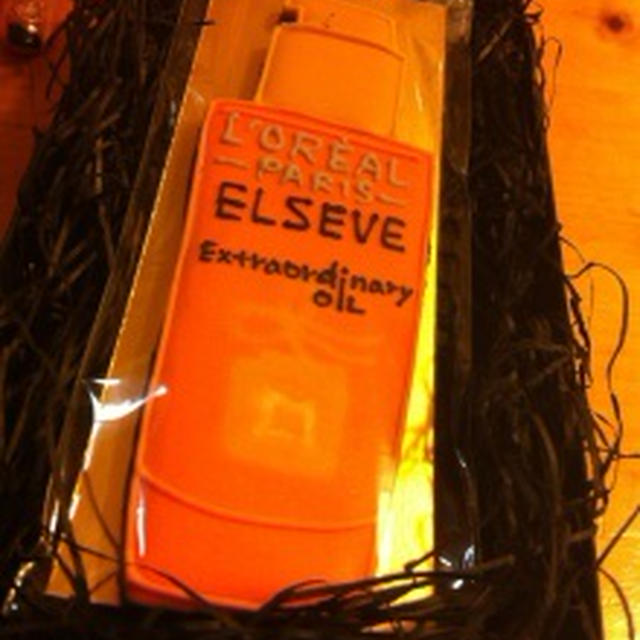 L'ORÉAL
— PARIS —
ELSEVE
Extraordinary
OIL